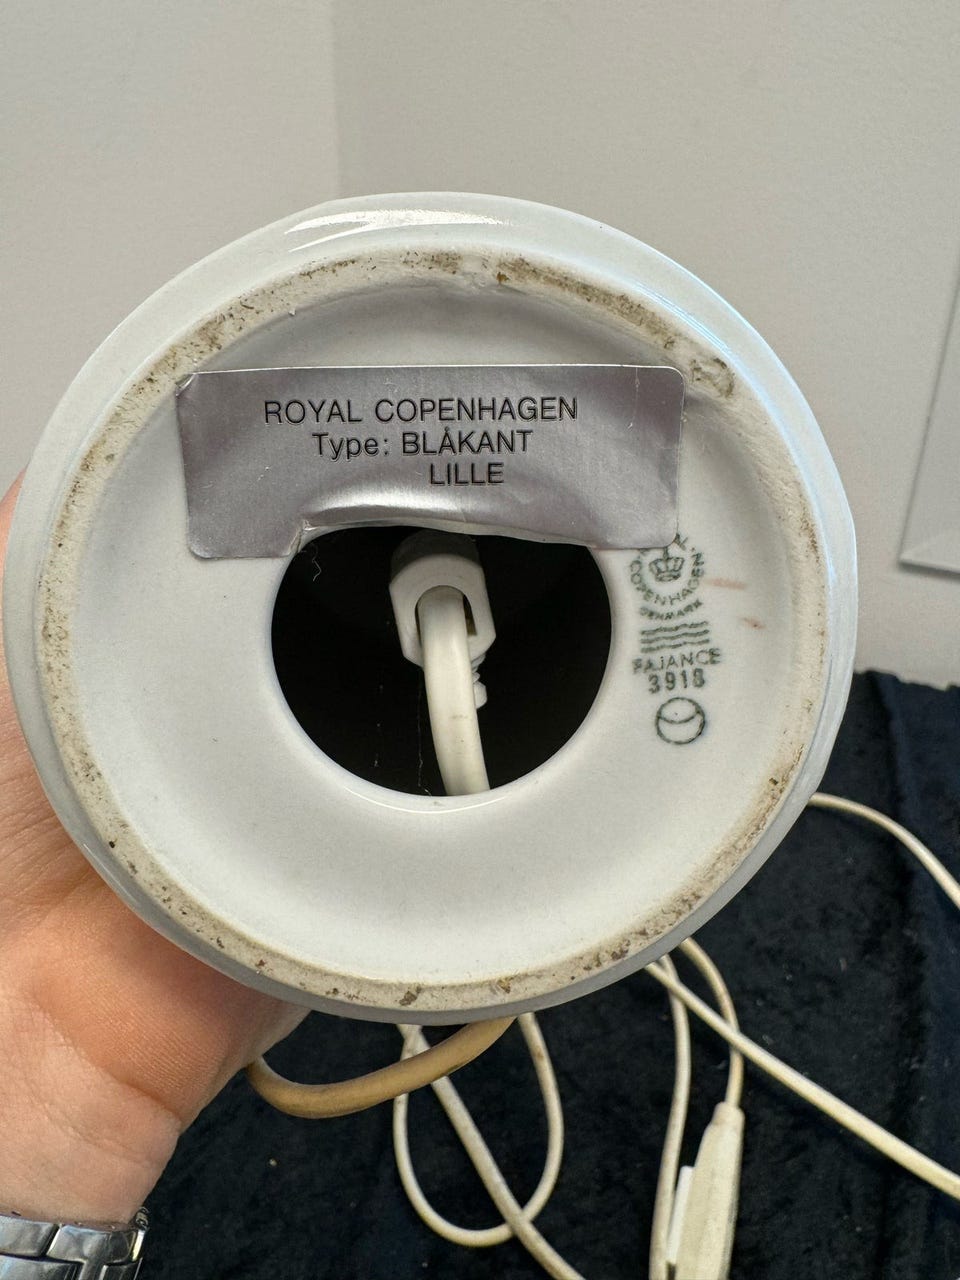 ROYAL COPENHAGEN
Type: BLÅKANT
LILLE
COPENHAGEN
DENMARK
FAJANCE
3918